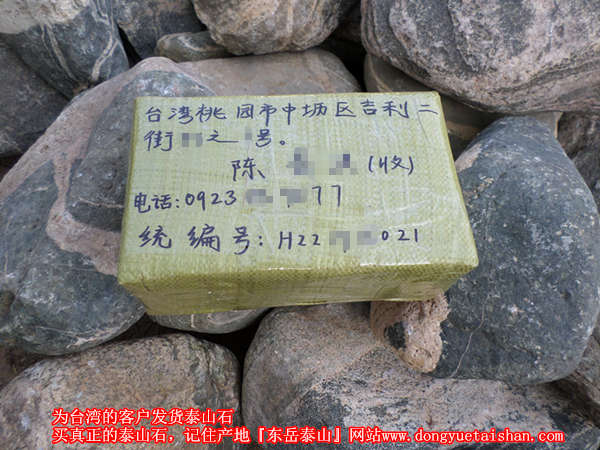 台湾桃园市中坜区吉利二
街 之 号。
陈 (收)
电话:0923 77
统编号:H22 021
为台湾的客户发货泰山石
买真正的泰山石,记住产地『东岳泰山』网站www.dongyuetaishan.com